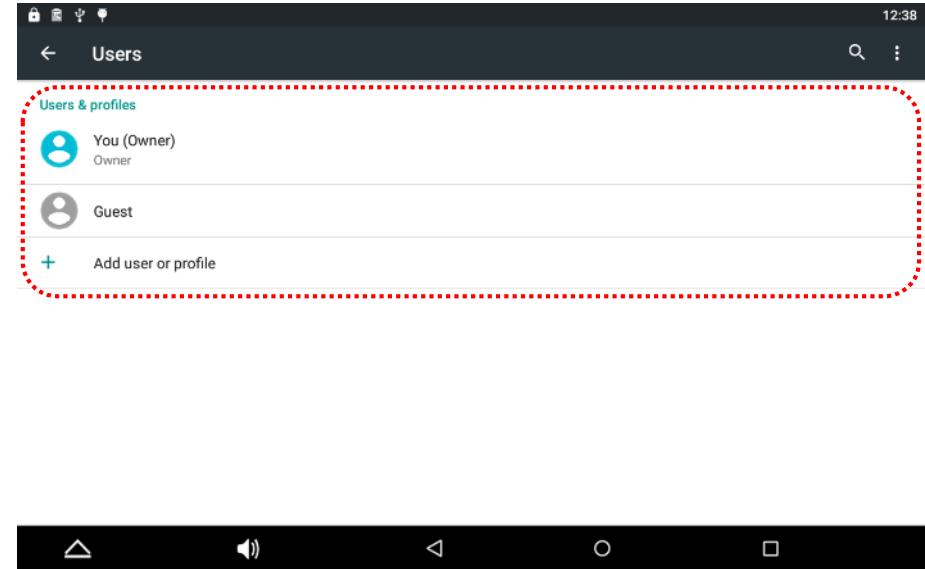 12:38
Users
Users & profiles
You (Owner)
Owner
Guest
Add user or profile